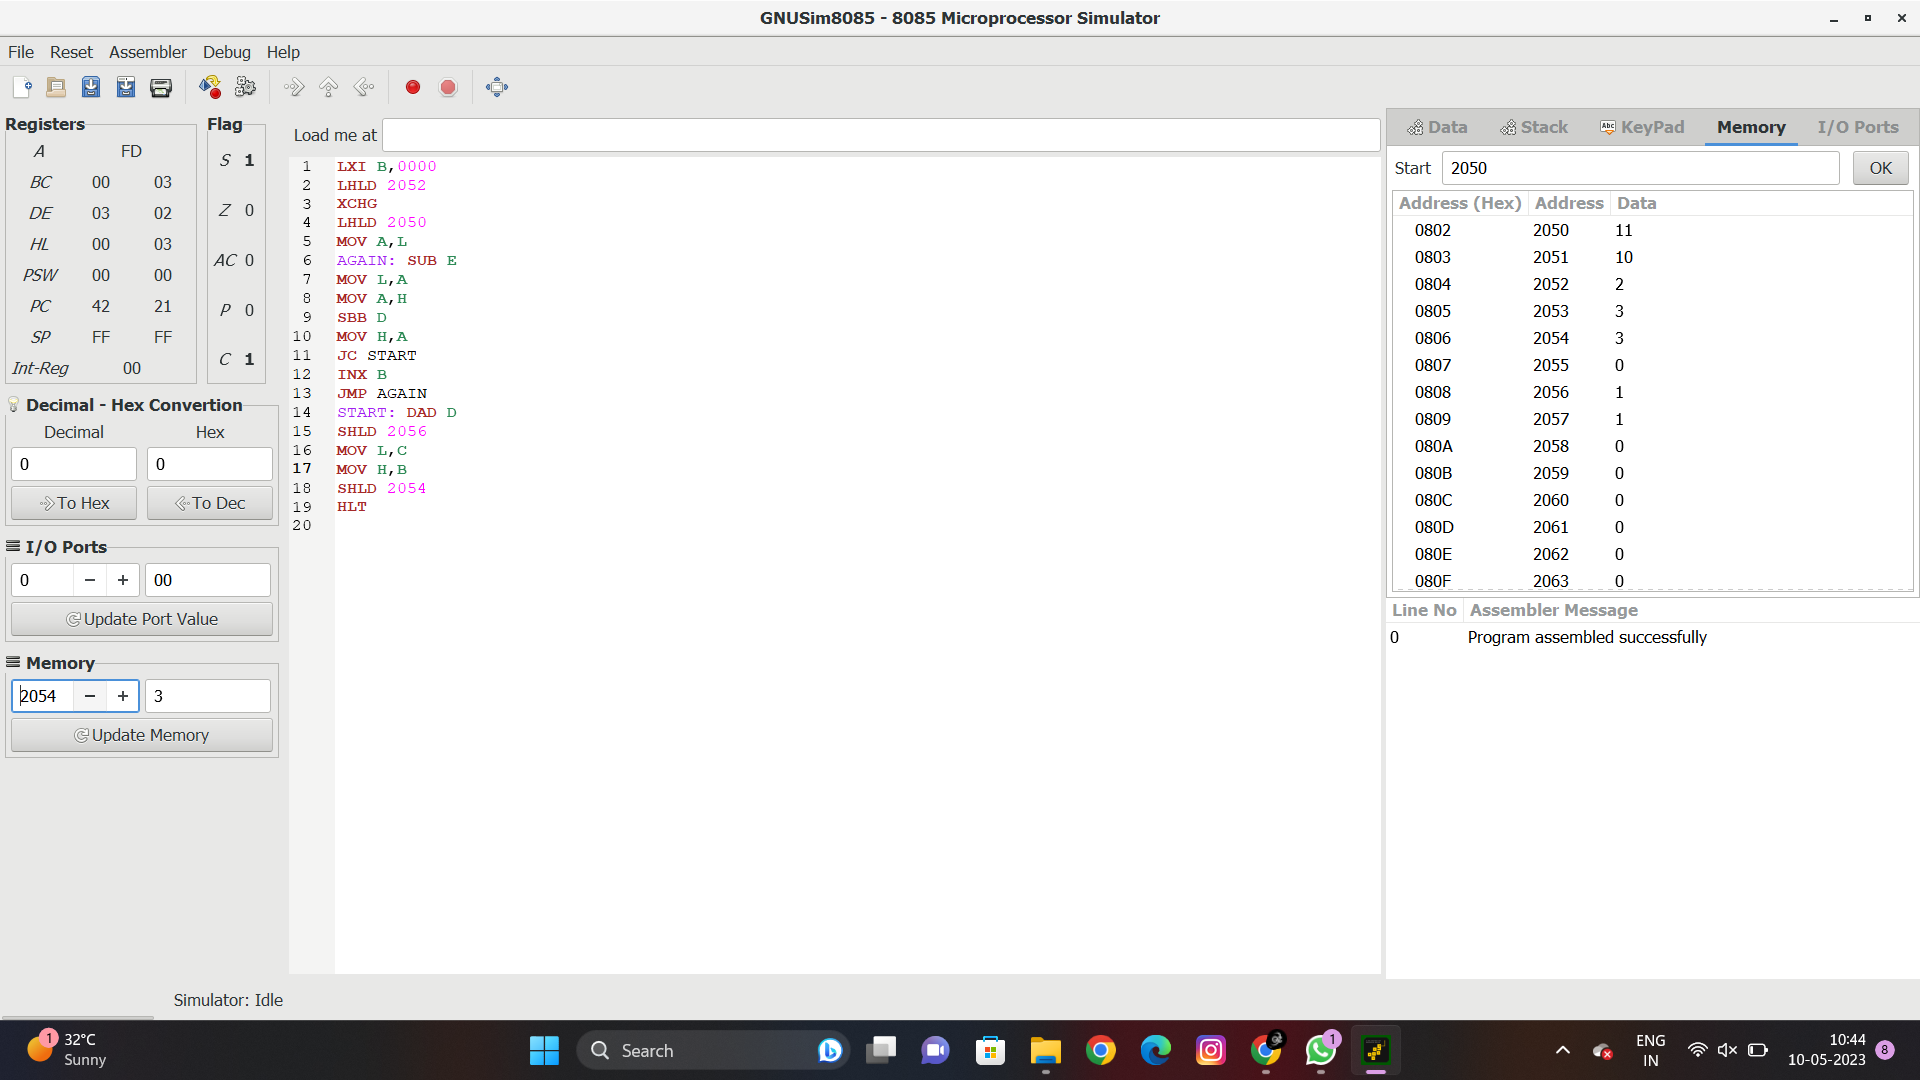 GNUSim8085 - 8085 Microprocessor Simulator
File Reset Assembler Debug Help
Registers
A FD
BC 00 03
DE 03 02
HL 00 03
PSW 00 00
PC 42 21
SP FF FF
Int-Reg 00
Flag
S 1
Z 0
AC 0
P 0
C 1
Decimal - Hex Convertion
Decimal Hex
0 0
To Hex To Dec
I/O Ports
0 − + 00
Update Port Value
Memory
2054 − + 3
Update Memory
Load me at
1 LXI B,0000
2 LHLD 2052
3 XCHG
4 LHLD 2050
5 MOV A,L
6 AGAIN: SUB E
7 MOV L,A
8 MOV A,H
9 SBB D
10 MOV H,A
11 JC START
12 INX B
13 JMP AGAIN
14 START: DAD D
15 SHLD 2056
16 MOV L,C
17 MOV H,B
18 SHLD 2054
19 HLT
20
Data Stack Abc KeyPad Memory I/O Ports
Start 2050 OK
Address (Hex) Address Data
0802 2050 11
0803 2051 10
0804 2052 2
0805 2053 3
0806 2054 3
0807 2055 0
0808 2056 1
0809 2057 1
080A 2058 0
080B 2059 0
080C 2060 0
080D 2061 0
080E 2062 0
080F 2063 0
Line No Assembler Message
0 Program assembled successfully
Simulator: Idle
1 32°C
Sunny
Search
1
ENG
IN
10:44
10-05-2023
8